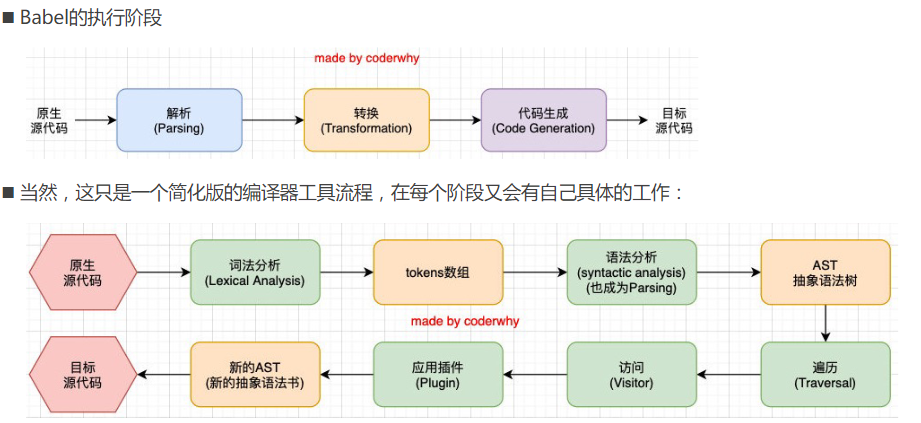 ■ Babel的执行阶段
made by coderwhy
原生
源代码
解析
(Parsing)
转换
(Transformation)
代码生成
(Code Generation)
目标
源代码
■ 当然，这只是一个简化版的编译器工具流程，在每个阶段又会有自己具体的工作：
原生
源代码
词法分析
(Lexical Analysis)
tokens数组
语法分析
(syntactic analysis)
(也成为Parsing)
AST
抽象语法树
made by coderwhy
目标
源代码
新的AST
(新的抽象语法书)
应用插件
(Plugin)
访问
(Visitor)
遍历
(Traversal)